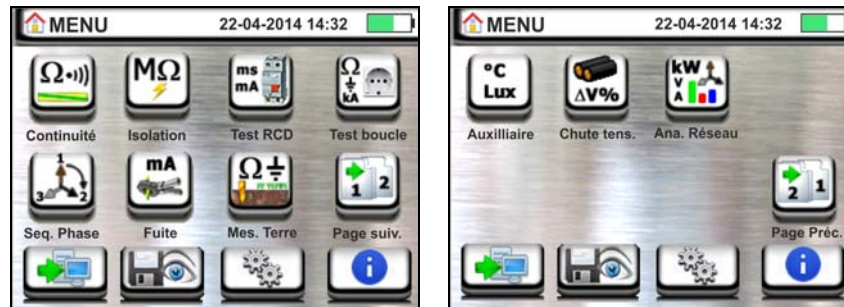 MENU 22-04-2014 14:32
Ω•))) MΩ ms mA Ω kA
Continuité Isolation Test RCD Test boucle
1 2 3 mA Ω 1 2
Seq. Phase Fuite Mes. Terre Page suiv.
i
MENU 22-04-2014 14:32
°C Lux ΔV% kW V A
Auxilliaire Chute tens. Ana. Réseau
2 1
Page Préc.
i